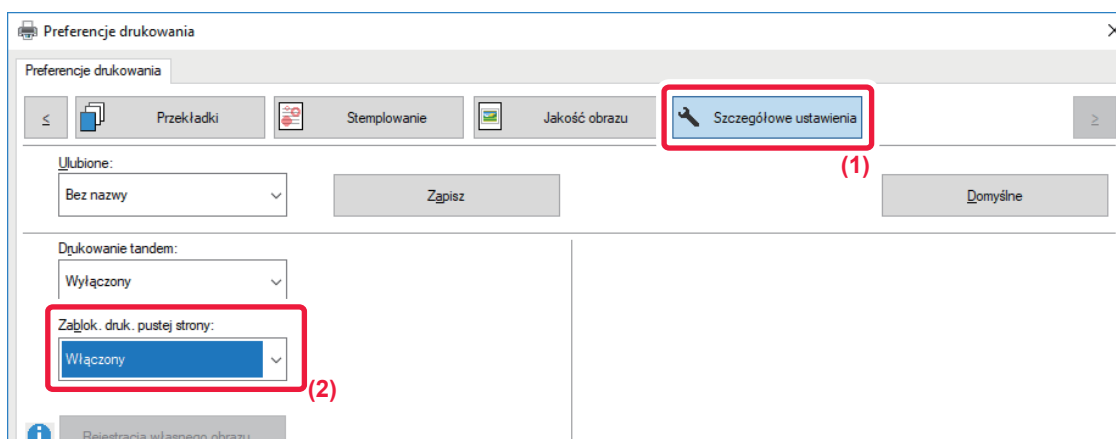 Preferencje drukowania
Preferencje drukowania
< Przekładki Stemplowanie Jakość obrazu Szczegółowe ustawienia >
(1)
Ulubione:
Bez nazwy Zapisz Domyślne
Drukowanie tandem:
Wyłączony
Zablok. druk. pustej strony:
Włączony
(2)
Rejestracja własnego obrazu